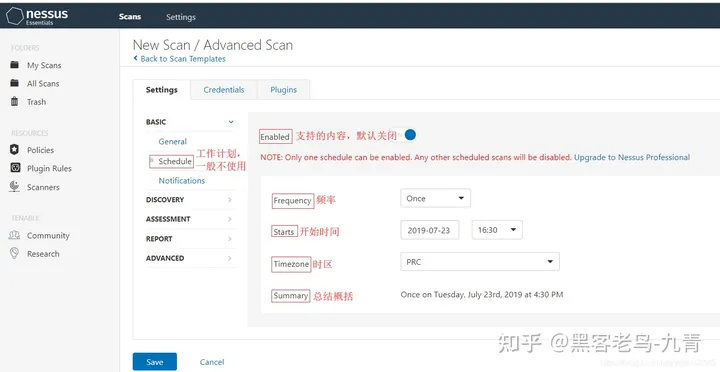 nessus
Essentials
Scans
Settings
FOLDERS
My Scans
All Scans
Trash
RESOURCES
Policies
Plugin Rules
Scanners
TENABLE
Community
Research
New Scan / Advanced Scan
Back to Scan Templates
Settings
Credentials
Plugins
BASIC
General
Schedule
工作计划，
一般不使用
Notifications
DISCOVERY
ASSESSMENT
REPORT
ADVANCED
Enabled 支持的内容，默认关闭
NOTE: Only one schedule can be enabled. Any other scheduled scans will be disabled. Upgrade to Nessus Professional
Frequency 频率 Once
Starts 开始时间 2019-07-23 16:30
Timezone 时区 PRC
Summary 总结概括 Once on Tuesday, July 23rd, 2019 at 4:30 PM
Save
Cancel
知乎 @黑客老鸟-九青